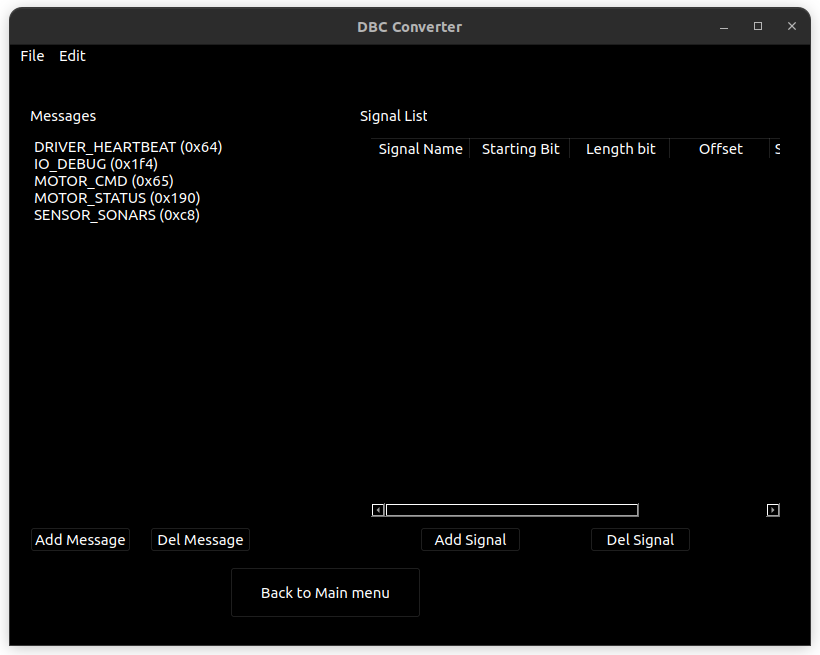 DBC Converter
File Edit
Messages
Signal List
DRIVER_HEARTBEAT (0x64)
IO_DEBUG (0x1f4)
MOTOR_CMD (0x65)
MOTOR_STATUS (0x190)
SENSOR_SONARS (0xc8)
Signal Name Starting Bit Length bit Offset
Add Message Del Message Add Signal Del Signal
Back to Main menu